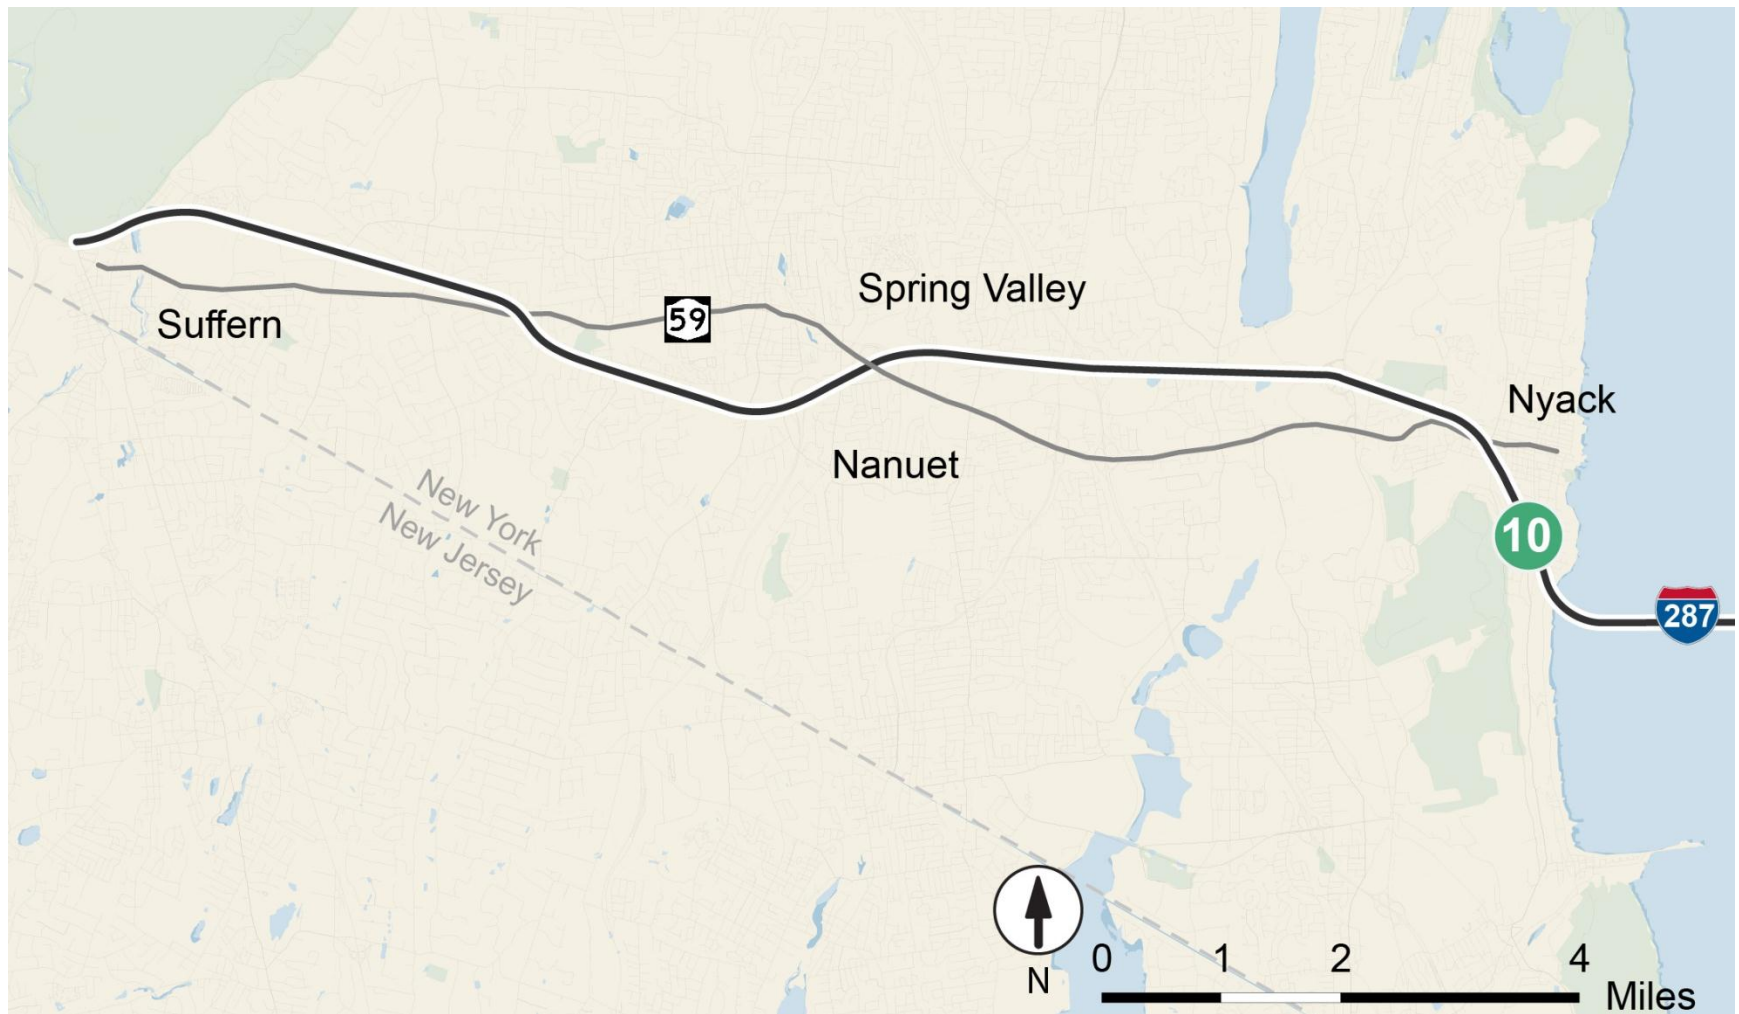 Spring Valley
59
Suffern
Nyack
Nanuet
New York
New Jersey
10
287
N
0 1 2 4
Miles